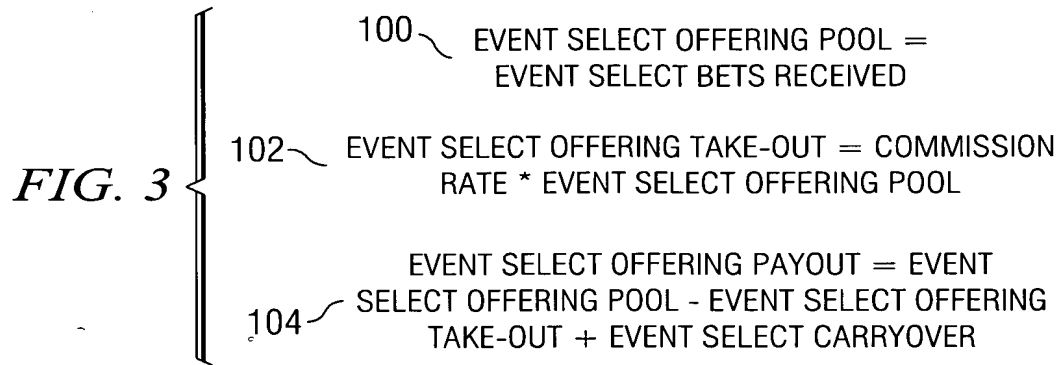 100 EVENT SELECT OFFERING POOL =
EVENT SELECT BETS RECEIVED
102 EVENT SELECT OFFERING TAKE-OUT = COMMISSION
RATE * EVENT SELECT OFFERING POOL
FIG. 3
EVENT SELECT OFFERING PAYOUT = EVENT
104 SELECT OFFERING POOL - EVENT SELECT OFFERING
TAKE-OUT + EVENT SELECT CARRYOVER